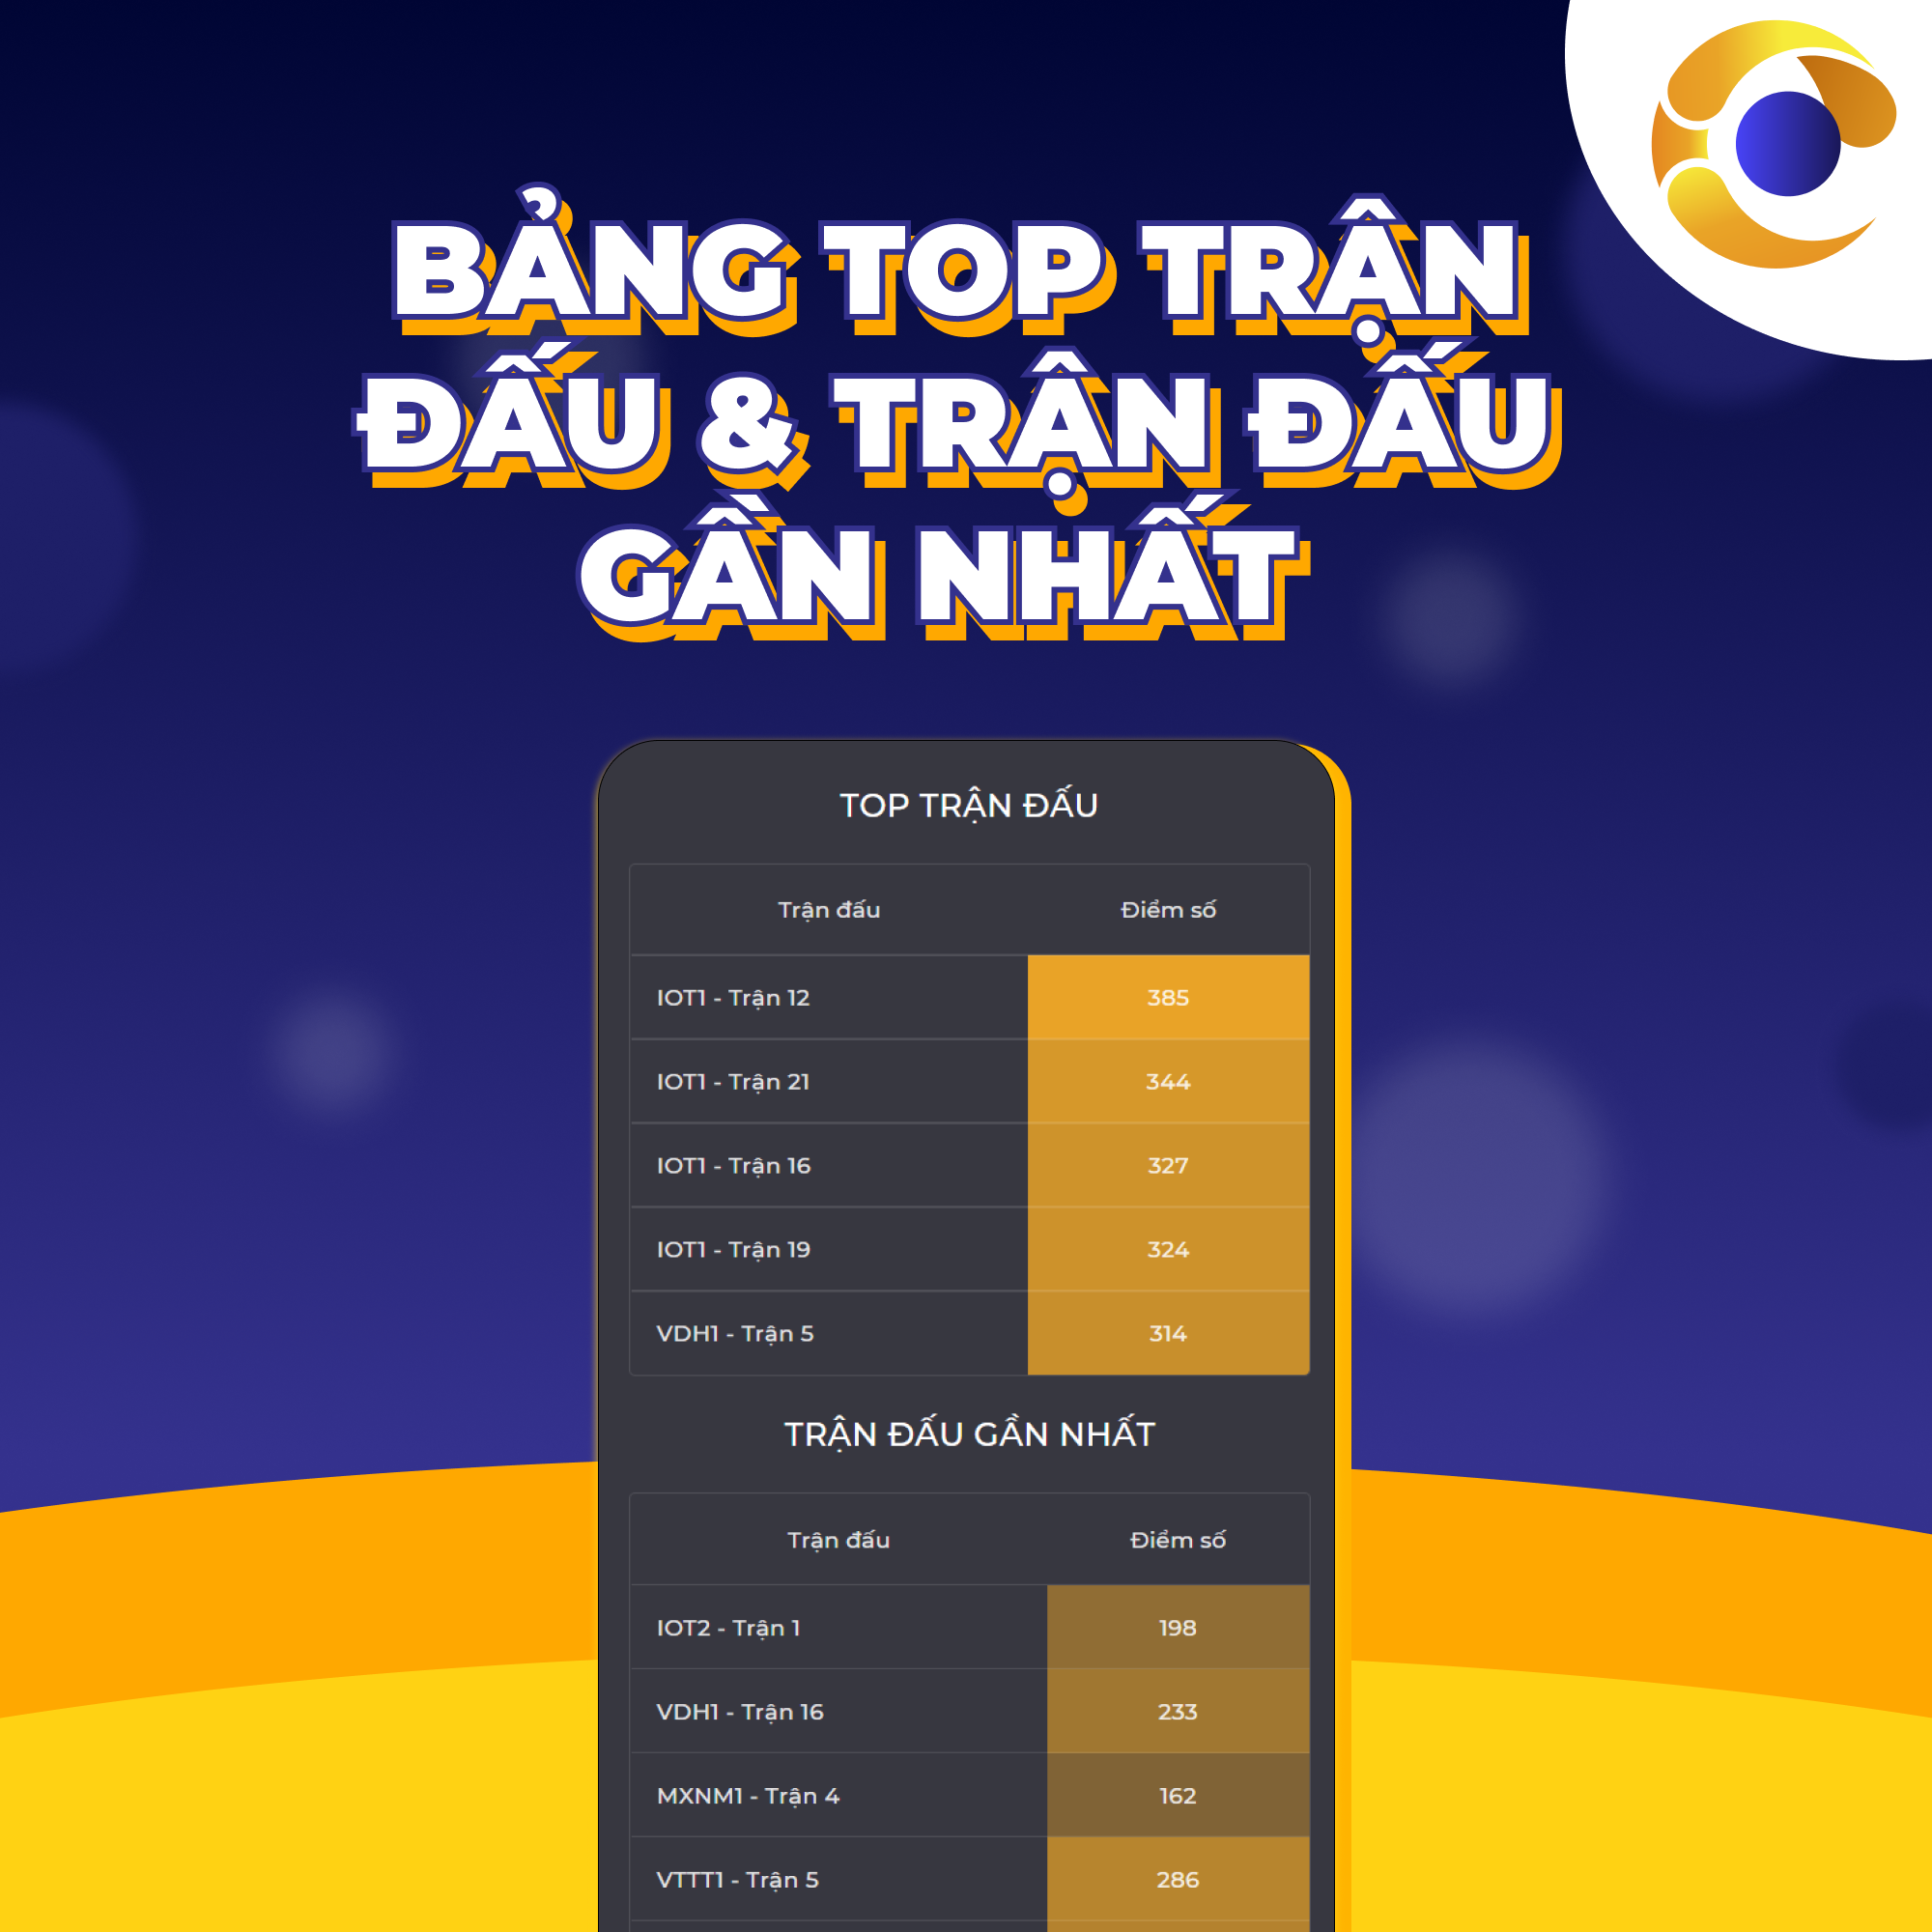 BẢNG TOP TRẬN
ĐẤU & TRẬN ĐẤU
GẦN NHẤT
TOP TRẬN ĐẤU
Trận đấu Điểm số
IOT1 - Trận 12 385
IOT1 - Trận 21 344
IOT1 - Trận 16 327
IOT1 - Trận 19 324
VDH1 - Trận 5 314
TRẬN ĐẤU GẦN NHẤT
Trận đấu Điểm số
IOT2 - Trận 1 198
VDH1 - Trận 16 233
MXNM1 - Trận 4 162
VTTT1 - Trận 5 286